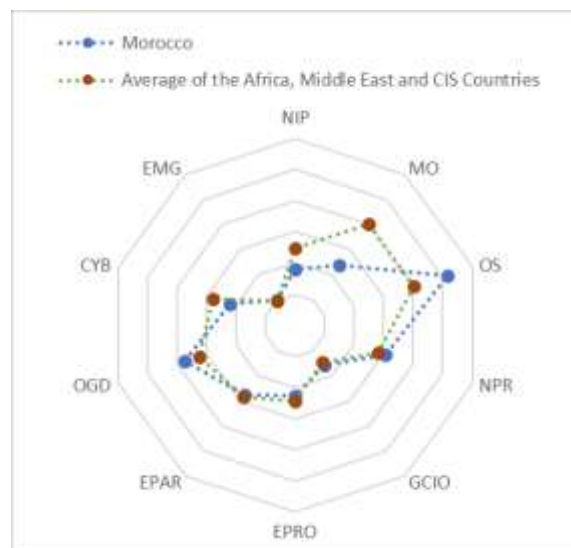 Morocco
Average of the Africa, Middle East and CIS Countries
NIP
EMG
MO
CYB
OS
OGD
NPR
EPAR
GCIO
EPRO